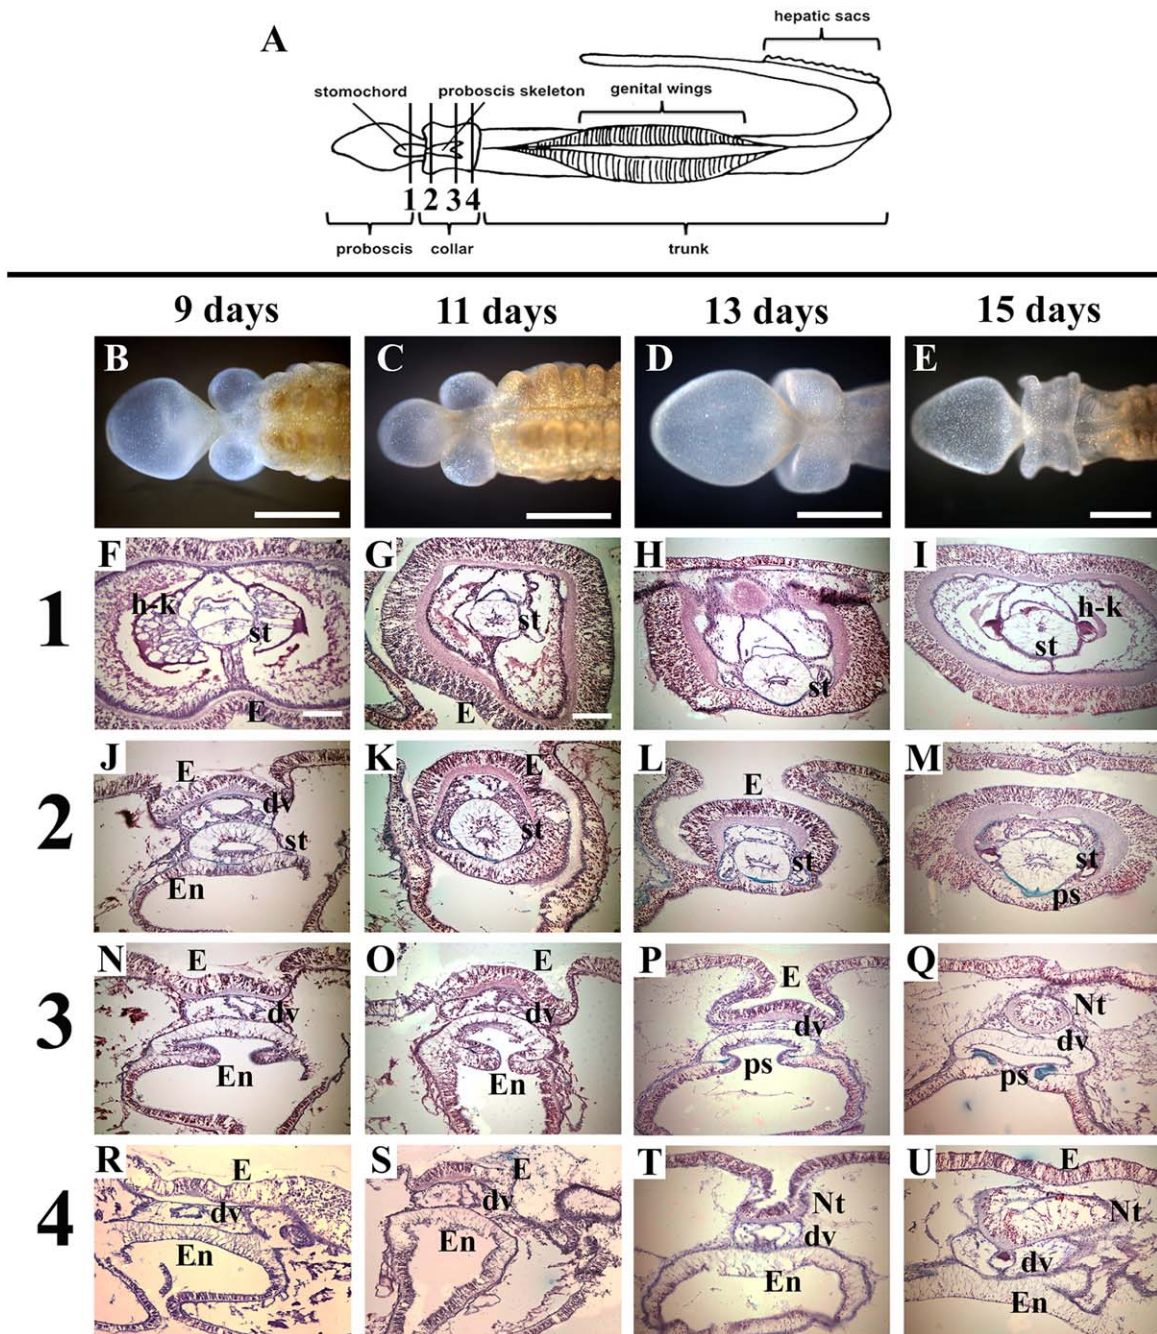 A
hepatic sacs
stomochord
proboscis skeleton
genital wings
1 2 3 4
proboscis
collar
trunk
9 days
11 days
13 days
15 days
B
C
D
E
1
F
h-k
st
E
G
st
E
H
st
I
h-k
st
2
J
E
dv
st
En
K
E
st
L
E
st
M
st
ps
3
N
E
dv
En
O
E
dv
En
P
E
dv
ps
Q
Nt
dv
ps
4
R
E
dv
En
S
E
dv
En
T
Nt
dv
En
U
E
Nt
dv
En